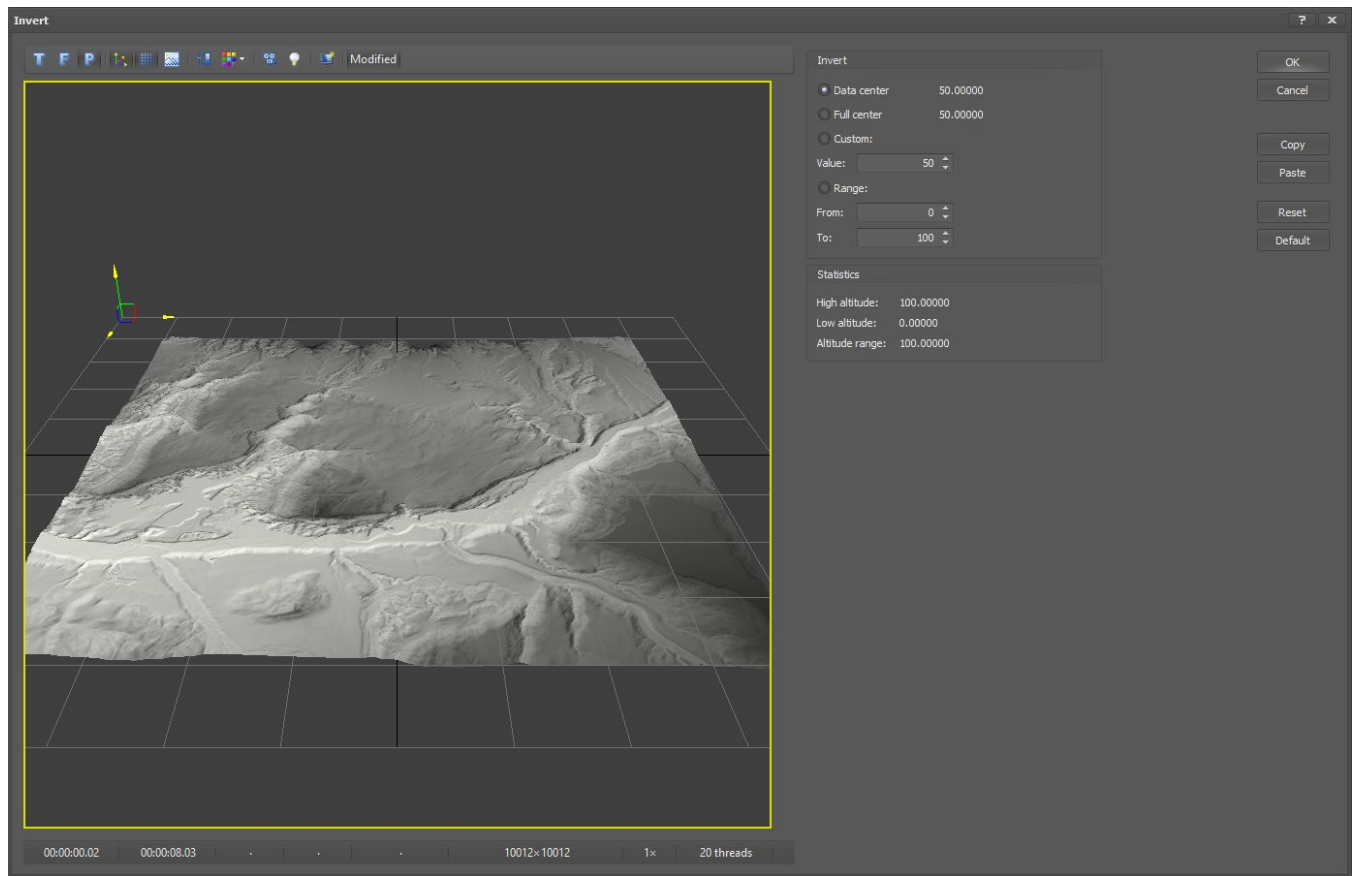 Invert
? x
T F P Modified
Invert
Data center 50.00000
Full center 50.00000
Custom:
Value: 50
Range:
From: 0
To: 100
Statistics
High altitude: 100.00000
Low altitude: 0.00000
Altitude range: 100.00000
OK
Cancel
Copy
Paste
Reset
Default
00:00:00.02 00:00:08.03 . . . 10012×10012 1× 20 threads